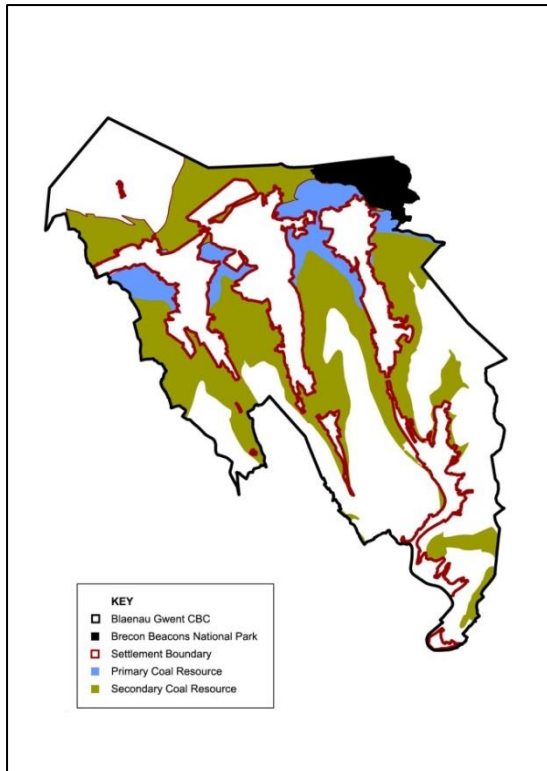 KEY
Blaenau Gwent CBC
Brecon Beacons National Park
Settlement Boundary
Primary Coal Resource
Secondary Coal Resource